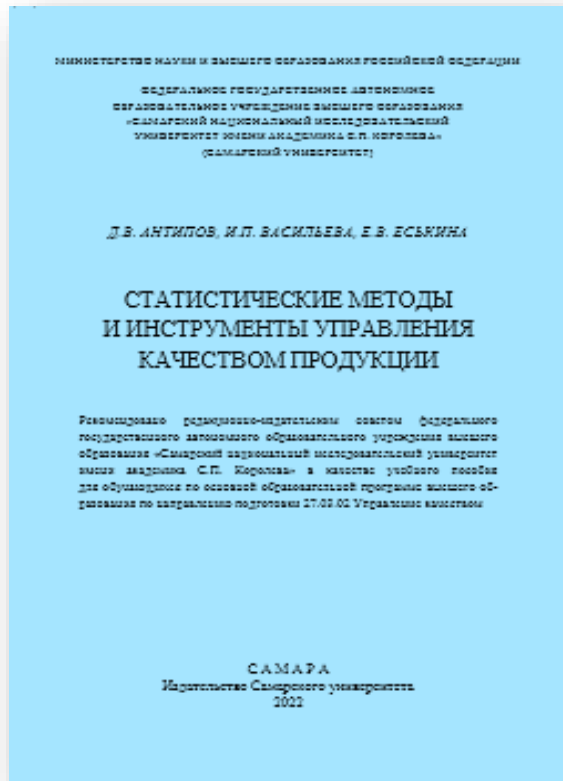 МИНИСТЕРСТВО НАУКИ И ВЫСШЕГО ОБРАЗОВАНИЯ РОССИЙСКОЙ ФЕДЕРАЦИИ
ФЕДЕРАЛЬНОЕ ГОСУДАРСТВЕННОЕ АВТОНОМНОЕ
ОБРАЗОВАТЕЛЬНОЕ УЧРЕЖДЕНИЕ ВЫСШЕГО ОБРАЗОВАНИЯ
«САМАРСКИЙ НАЦИОНАЛЬНЫЙ ИССЛЕДОВАТЕЛЬСКИЙ
УНИВЕРСИТЕТ ИМЕНИ АКАДЕМИКА С.П. КОРОЛЕВА»
(САМАРСКИЙ УНИВЕРСИТЕТ)
Д.В. АНТИПОВ, И.П. ВАСИЛЬЕВА, Е.В. ЕСЬКИНА
СТАТИСТИЧЕСКИЕ МЕТОДЫ
И ИНСТРУМЕНТЫ УПРАВЛЕНИЯ
КАЧЕСТВОМ ПРОДУКЦИИ
Рекомендовано редакционно-издательским советом федерального
государственного автономного образовательного учреждения высшего
образования «Самарский национальный исследовательский университет
имени академика С.П. Королева» в качестве учебного пособия
для обучающихся по основной образовательной программе высшего об-
разования по направлению подготовки 27.03.02 Управление качеством
САМАРА
Издательство Самарского университета
2022